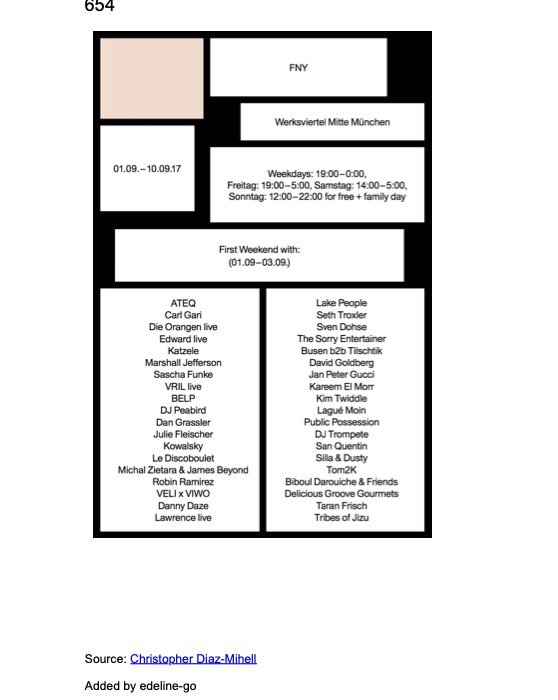 654
FNY
Werksviertel Mitte München
01.09.–10.09.17
Weekdays: 19:00–0:00,
Freitag: 19:00–5:00, Samstag: 14:00–5:00,
Sonntag: 12:00–22:00 for free + family day
First Weekend with:
(01.09–03.09.)
ATEQ
Carl Gari
Die Orangen live
Edward live
Katzele
Marshall Jefferson
Sascha Funke
VRIL live
BELP
DJ Peabird
Dan Grassler
Julie Fleischer
Kowalsky
Le Discoboulet
Michal Zietara & James Beyond
Robin Ramirez
VELI x VIWO
Danny Daze
Lawrence live
Lake People
Seth Troxler
Sven Dohse
The Sorry Entertainer
Busen b2b Tilschtik
David Goldberg
Jan Peter Gucci
Kareem El Morr
Kim Twiddle
Lagué Moin
Public Possession
DJ Trompete
San Quentin
Silla & Dusty
Tom2K
Biboul Darouiche & Friends
Delicious Groove Gourmets
Taran Frisch
Tribes of Jizu
Source: Christopher Diaz-Mihell
Added by edeline-go